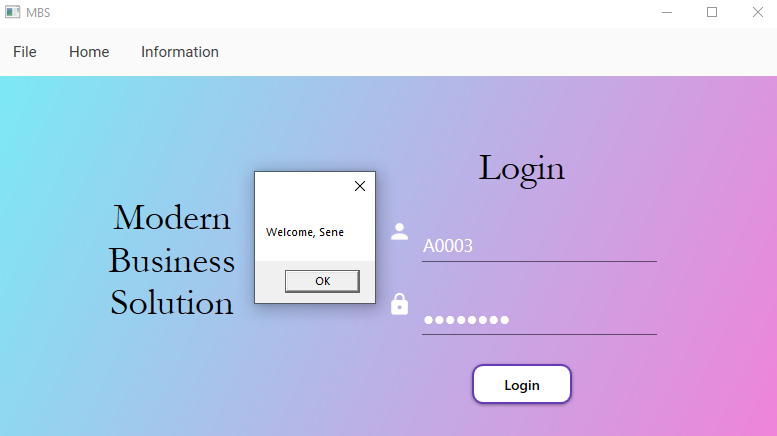 MBS
File Home Information
Login
Modern
Business
Solution
Welcome, Sene
OK
A0003
●●●●●●●●
Login